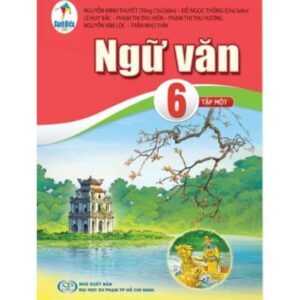 NGUYỄN MINH THUYẾT (Tổng Chủ biên) - ĐỖ NGỌC THỐNG (Chủ biên)
LÊ HUY BẮC - PHẠM THỊ THU HIỀN - PHẠM THỊ THU HƯƠNG
NGUYỄN VĂN LỘC - TRẦN NHO THÌN
Cánh Diều
Ngữ văn
6
TẬP MỘT
NHÀ XUẤT BẢN
ĐẠI HỌC SƯ PHẠM TP HỒ CHÍ MINH